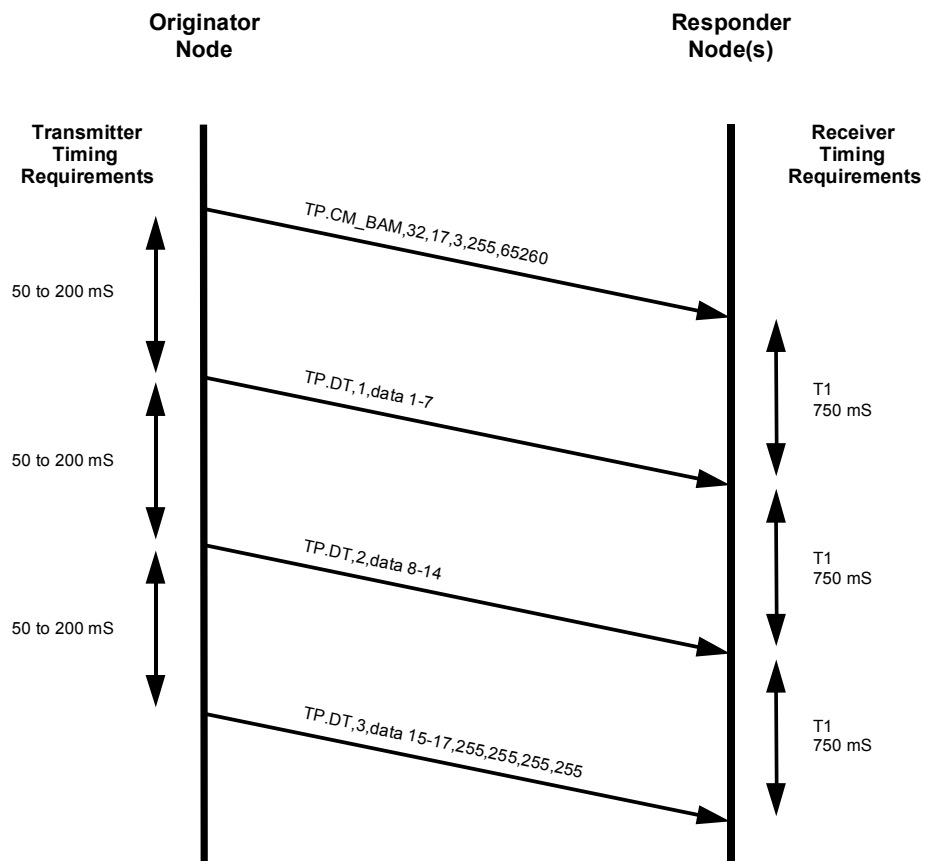 Originator
Node
Responder
Node(s)
Transmitter
Timing
Requirements
Receiver
Timing
Requirements
TP.CM_BAM,32,17,3,255,65260
50 to 200 mS
TP.DT,1,data 1-7
T1
750 mS
50 to 200 mS
TP.DT,2,data 8-14
T1
750 mS
50 to 200 mS
TP.DT,3,data 15-17,255,255,255,255
T1
750 mS